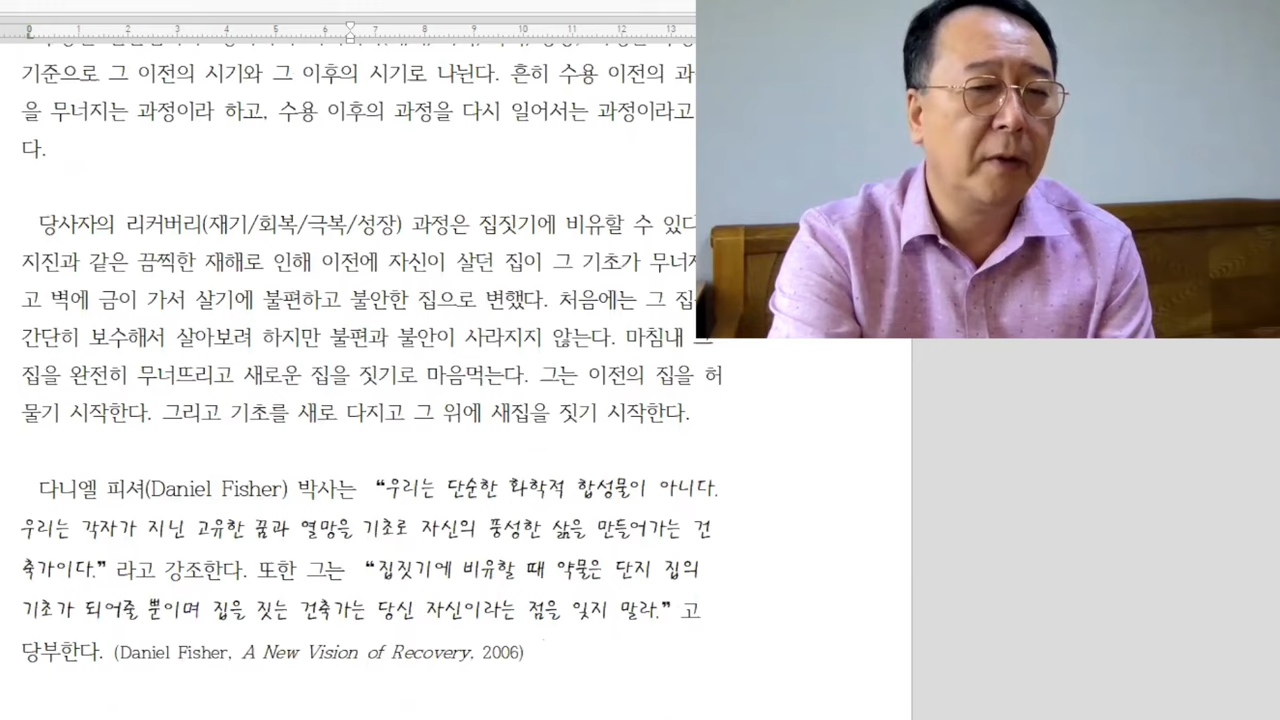 0 1 2 3 4 5 6 7 8 9 10 11 12 13
기준으로 그 이전의 시기와 그 이후의 시기로 나뉜다. 흔히 수용 이전의 과
을 무너지는 과정이라 하고, 수용 이후의 과정을 다시 일어서는 과정이라고
다.
당사자의 리커버리(재기/회복/극복/성장) 과정은 집짓기에 비유할 수 있다
지진과 같은 끔찍한 재해로 인해 이전에 자신이 살던 집이 그 기초가 무너지
고 벽에 금이 가서 살기에 불편하고 불안한 집으로 변했다. 처음에는 그 집
간단히 보수해서 살아보려 하지만 불편과 불안이 사라지지 않는다. 마침내 그
집을 완전히 무너뜨리고 새로운 집을 짓기로 마음먹는다. 그는 이전의 집을 허
물기 시작한다. 그리고 기초를 새로 다지고 그 위에 새집을 짓기 시작한다.
다니엘 피셔(Daniel Fisher) 박사는 “우리는 단순한 화학적 합성물이 아니다.
우리는 각자가 지닌 고유한 꿈과 열망을 기초로 자신의 풍성한 삶을 만들어가는 건
축가이다.” 라고 강조한다. 또한 그는 “집짓기에 비유할 때 약물은 단지 집의
기초가 되어줄 뿐이며 집을 짓는 건축가는 당신 자신이라는 점을 잊지 말라.” 고
당부한다. (Daniel Fisher, A New Vision of Recovery, 2006)